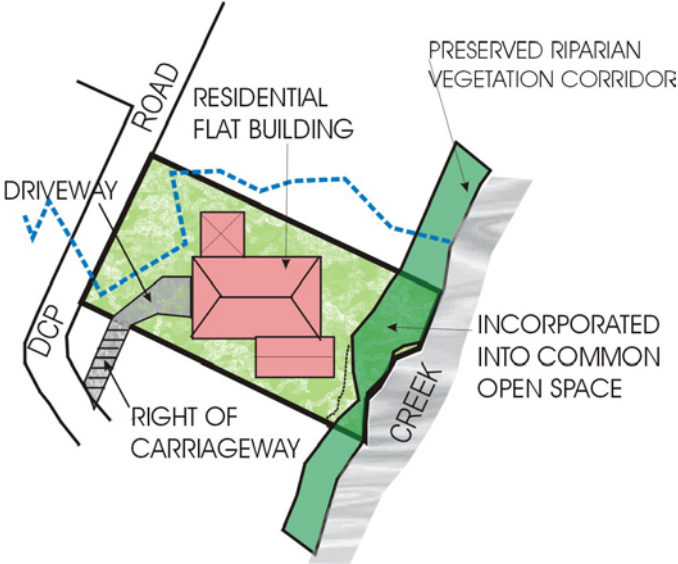 PRESERVED RIPARIAN
VEGETATION CORRIDOR
ROAD
RESIDENTIAL
FLAT BUILDING
DRIVEWAY
DCP
INCORPORATED
INTO COMMON
OPEN SPACE
CREEK
RIGHT OF
CARRIAGEWAY